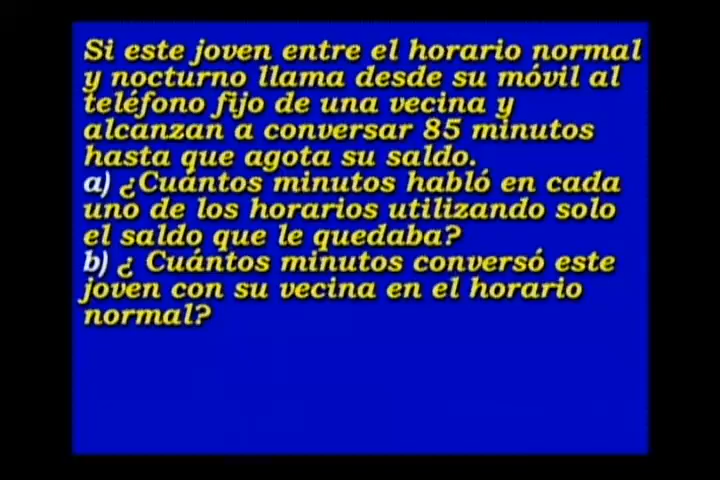 Si este joven entre el horario normal
y nocturno llama desde su móvil al
teléfono fijo de una vecina y
alcanzan a conversar 85 minutos
hasta que agota su saldo.
a) ¿Cuántos minutos habló en cada
uno de los horarios utilizando solo
el saldo que le quedaba?
b) ¿ Cuántos minutos conversó este
joven con su vecina en el horario
normal?